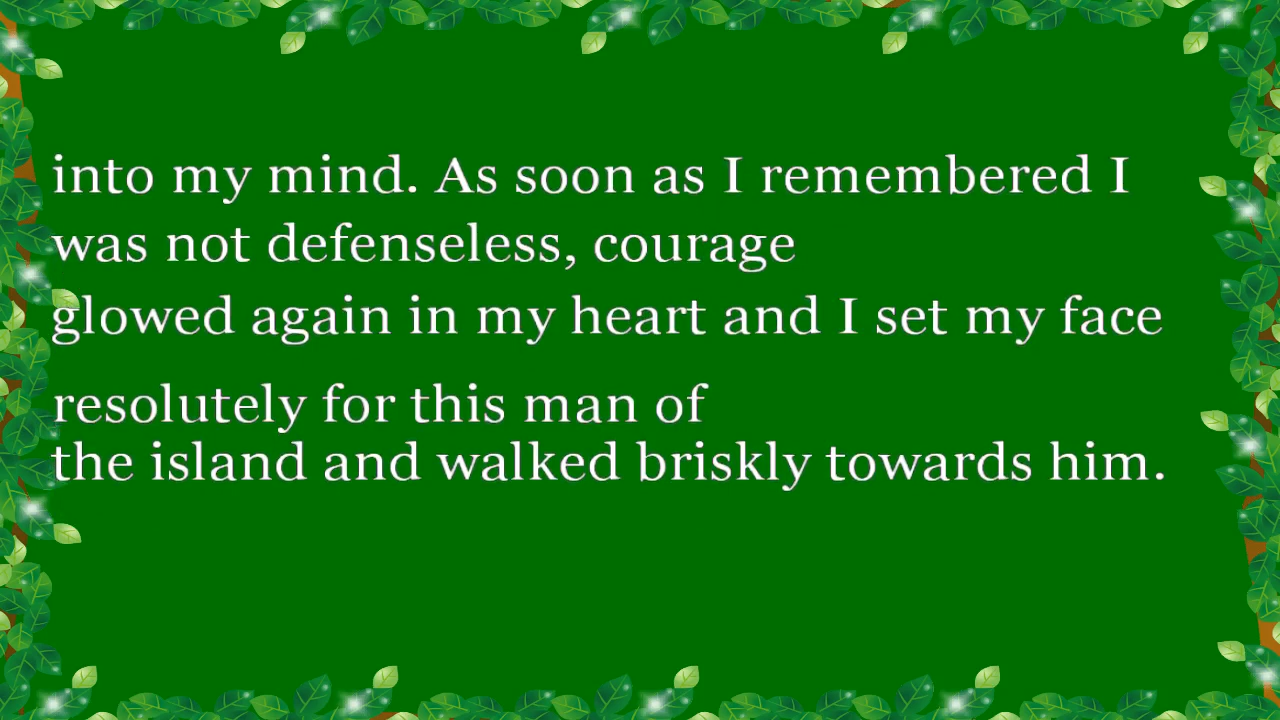 into my mind. As soon as I remembered I
was not defenseless, courage
glowed again in my heart and I set my face
resolutely for this man of
the island and walked briskly towards him.